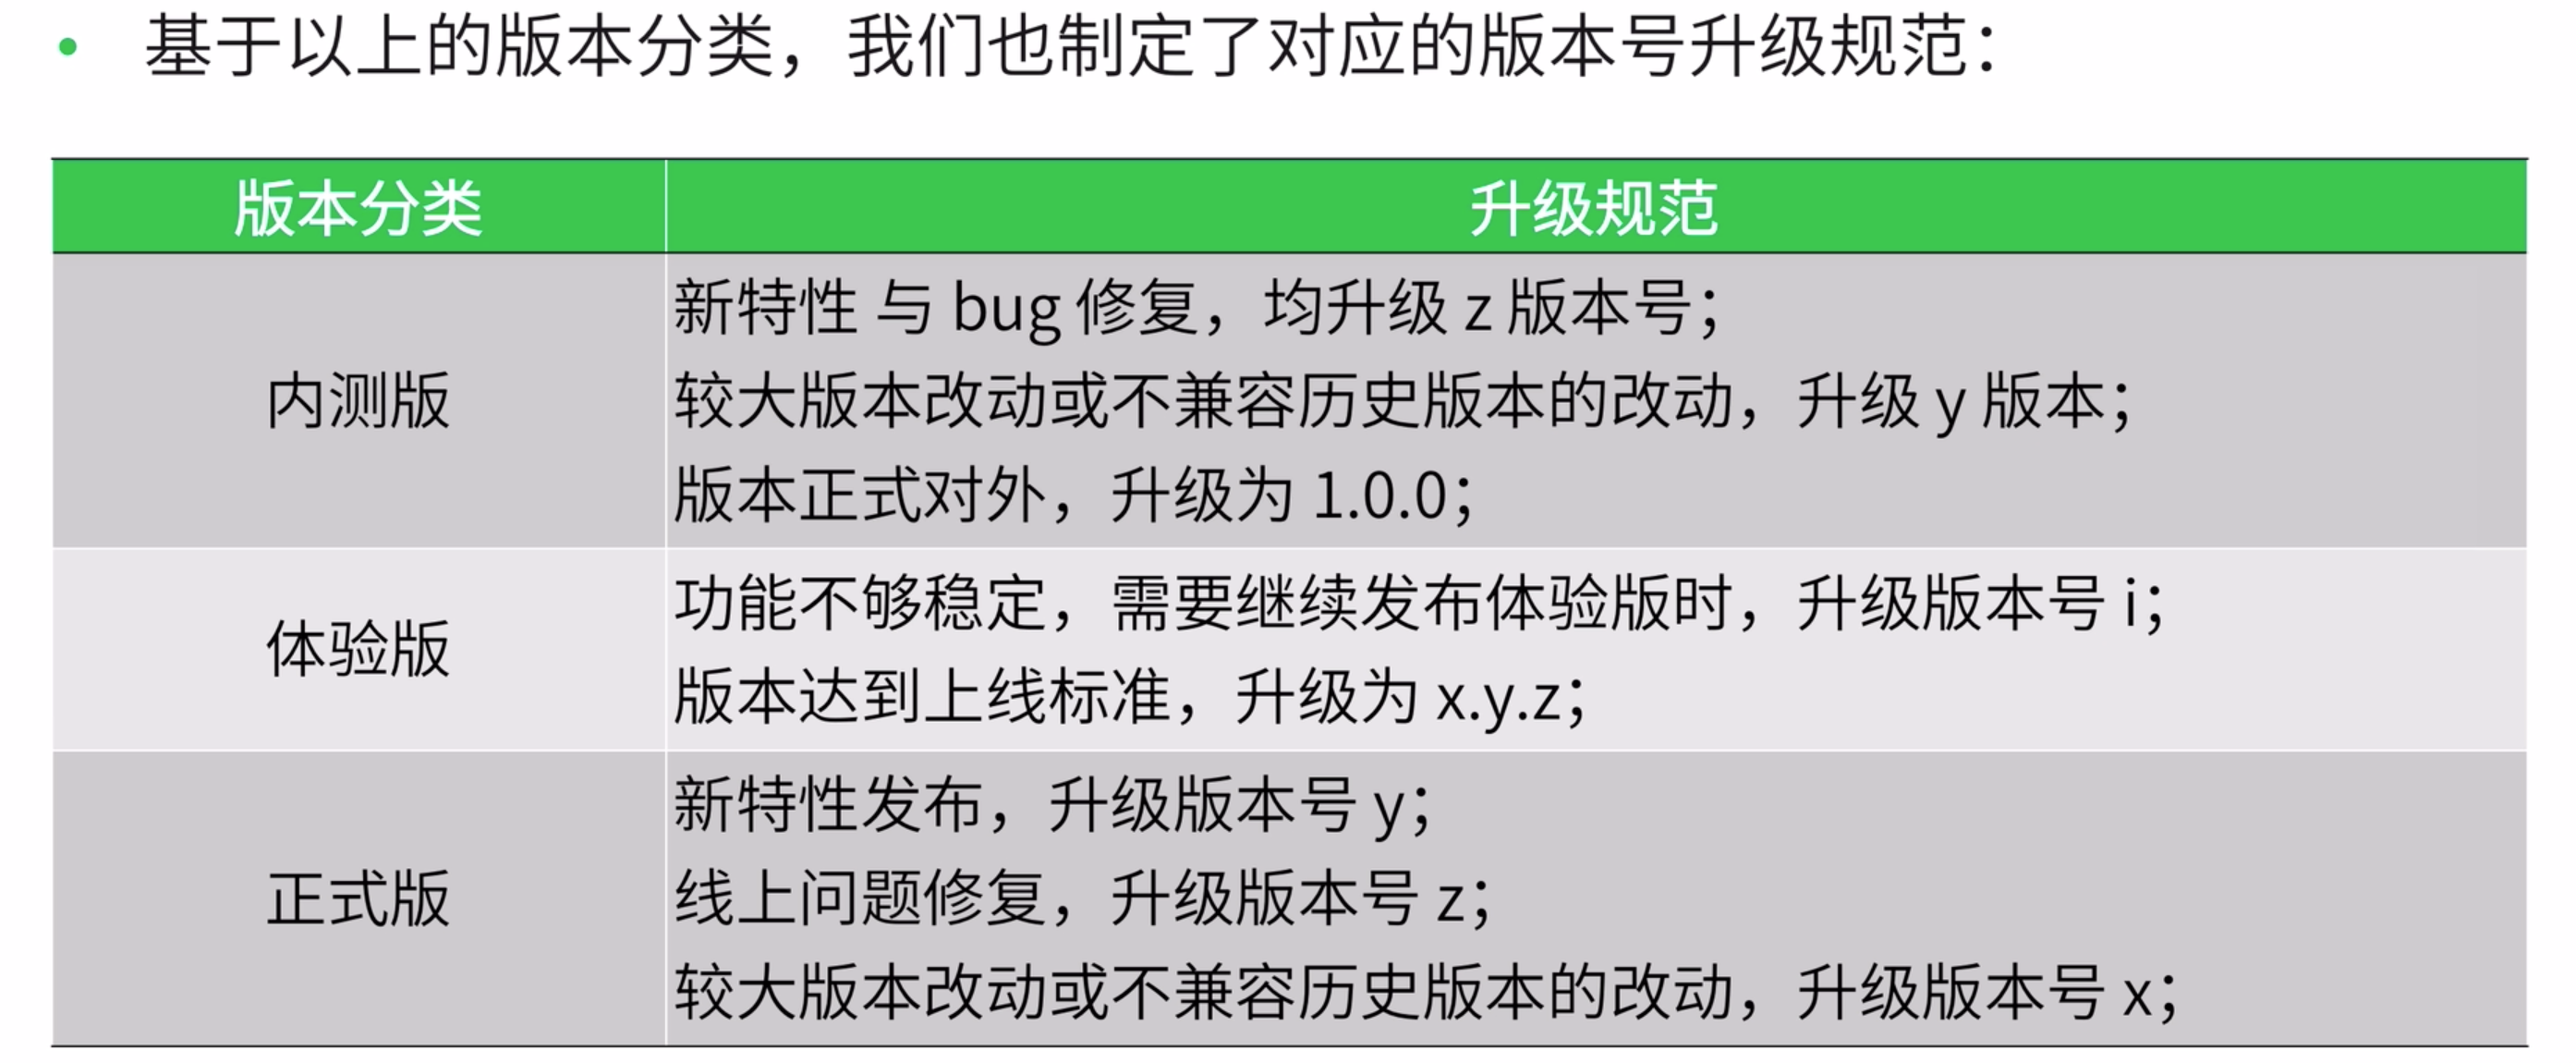 • 基于以上的版本分类，我们也制定了对应的版本号升级规范：
版本分类 升级规范
内测版
新特性 与 bug 修复，均升级 z 版本号；
较大版本改动或不兼容历史版本的改动，升级 y 版本；
版本正式对外，升级为 1.0.0；
体验版
功能不够稳定，需要继续发布体验版时，升级版本号 i；
版本达到上线标准，升级为 x.y.z；
正式版
新特性发布，升级版本号 y；
线上问题修复，升级版本号 z；
较大版本改动或不兼容历史版本的改动，升级版本号 x；